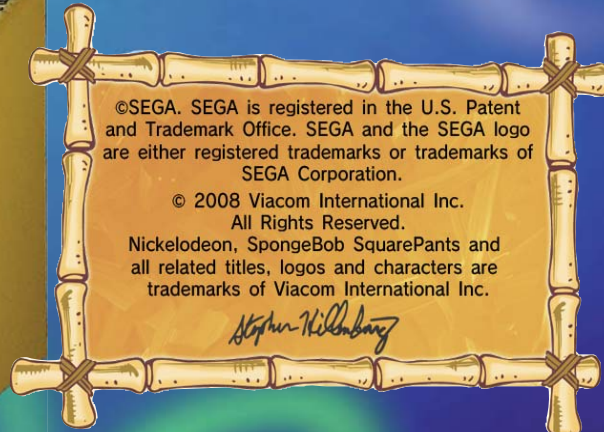 ©SEGA. SEGA is registered in the U.S. Patent
and Trademark Office. SEGA and the SEGA logo
are either registered trademarks or trademarks of
SEGA Corporation.
© 2008 Viacom International Inc.
All Rights Reserved.
Nickelodeon, SpongeBob SquarePants and
all related titles, logos and characters are
trademarks of Viacom International Inc.
Stephen Hillenburg